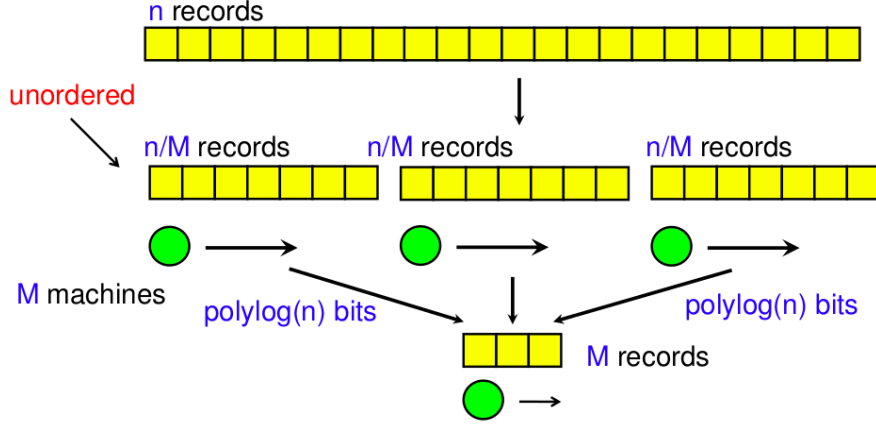 n records
unordered
n/M records
n/M records
n/M records
M machines
polylog(n) bits
polylog(n) bits
M records